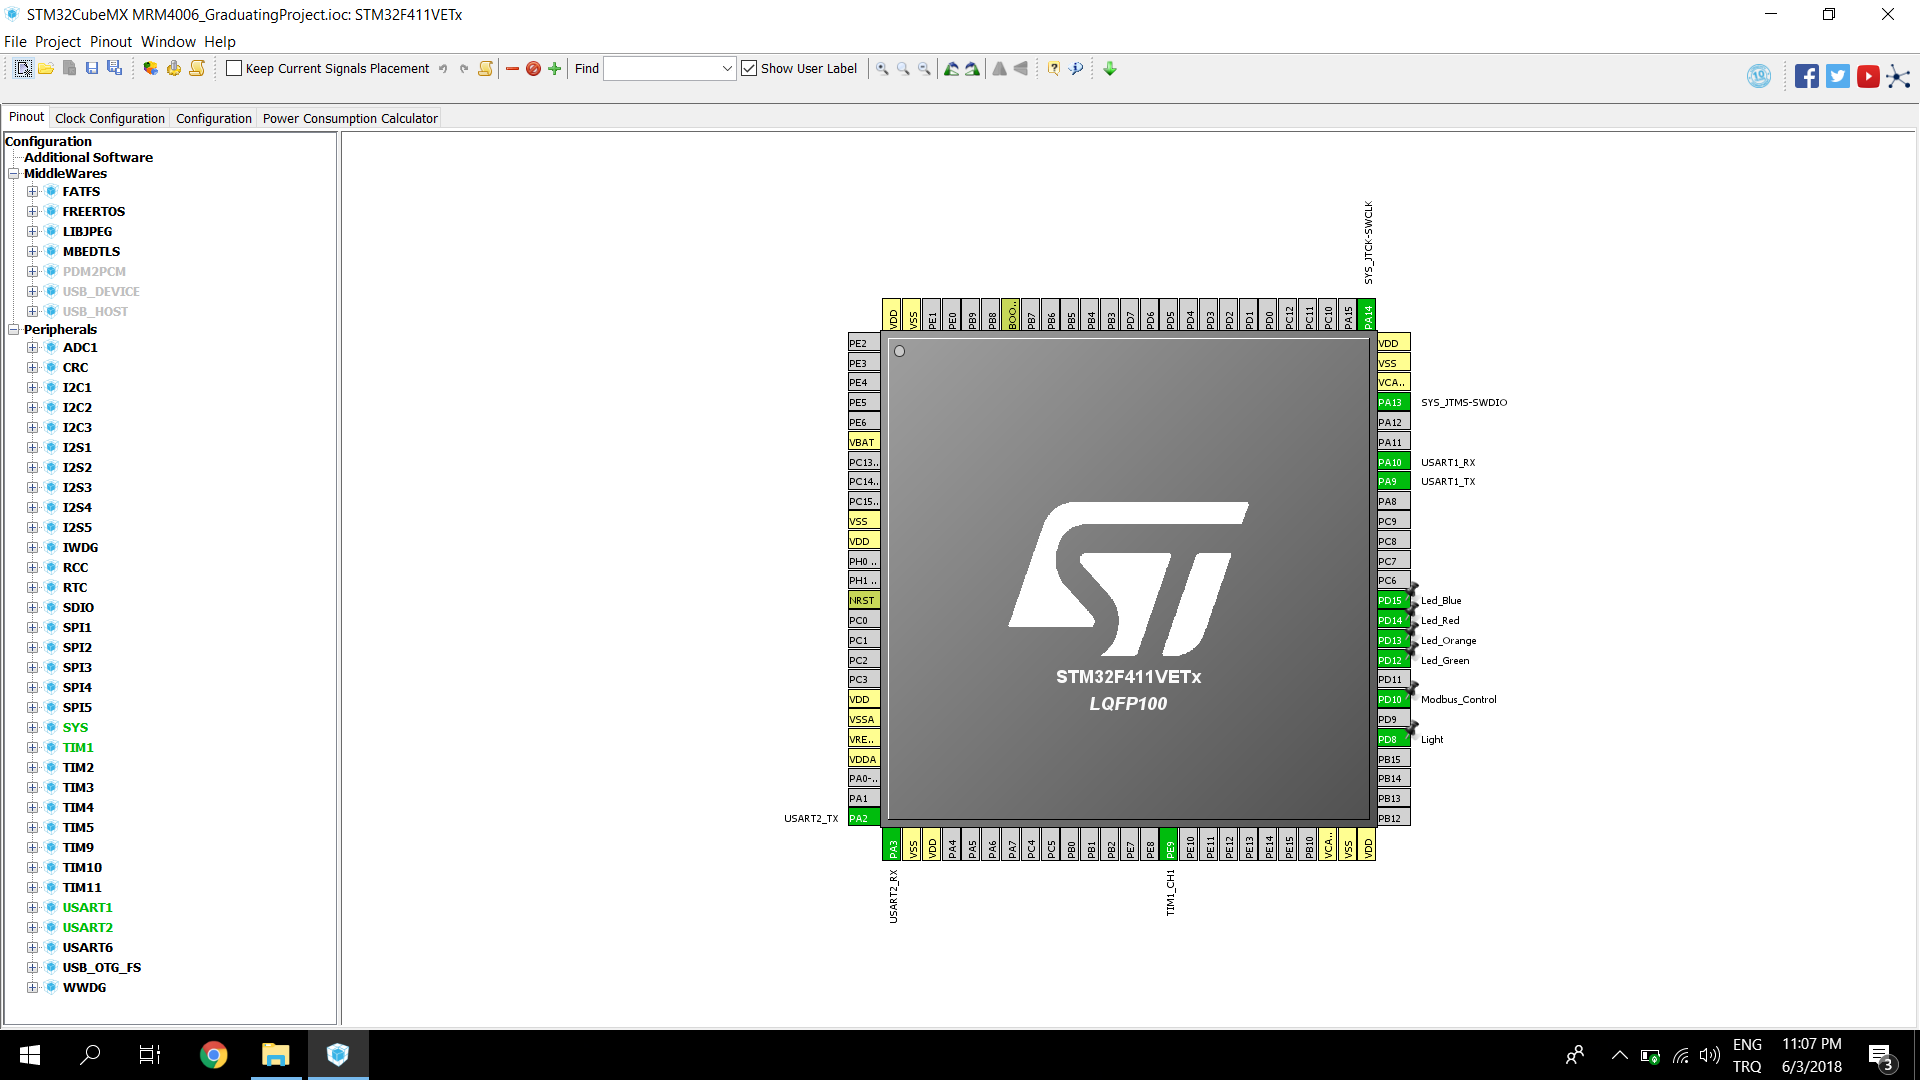 STM32CubeMX MRM4006_GraduatingProject.ioc: STM32F411VETx
File Project Pinout Window Help
Keep Current Signals Placement Find Show User Label
19
Pinout Clock Configuration Configuration Power Consumption Calculator
Configuration
Additional Software
MiddleWares
FATFS
FREERTOS
LIBJPEG
MBEDTLS
PDM2PCM
USB_DEVICE
USB_HOST
Peripherals
ADC1
CRC
I2C1
I2C2
I2C3
I2S1
I2S2
I2S3
I2S4
I2S5
IWDG
RCC
RTC
SDIO
SPI1
SPI2
SPI3
SPI4
SPI5
SYS
TIM1
TIM2
TIM3
TIM4
TIM5
TIM9
TIM10
TIM11
USART1
USART2
USART6
USB_OTG_FS
WWDG
SYS_JTCK-SWCLK
VDD VSS PE1 PE0 PB9 PB8 BOO.. PB7 PB6 PB5 PB4 PB3 PD7 PD6 PD5 PD4 PD3 PD2 PD1 PD0 PC12 PC11 PC10 PA15 PA14
PE2
PE3
PE4
PE5
PE6
VBAT
PC13..
PC14..
PC15..
VSS
VDD
PH0 ..
PH1 ..
NRST
PC0
PC1
PC2
PC3
VDD
VSSA
VRE..
VDDA
PA0-..
PA1
USART2_TX PA2
ST
STM32F411VETx
LQFP100
VDD
VSS
VCA..
PA13 SYS_JTMS-SWDIO
PA12
PA11
PA10 USART1_RX
PA9 USART1_TX
PA8
PC9
PC8
PC7
PC6
PD15 Led_Blue
PD14 Led_Red
PD13 Led_Orange
PD12 Led_Green
PD11
PD10 Modbus_Control
PD9
PD8 Light
PB15
PB14
PB13
PB12
PA3 VSS VDD PA4 PA5 PA6 PA7 PC4 PC5 PB0 PB1 PB2 PE7 PE8 PE9 PE10 PE11 PE12 PE13 PE14 PE15 PB10 VCA.. VSS VDD
USART2_RX
TIM1_CH1
ENG
TRQ
11:07 PM
6/3/2018
3